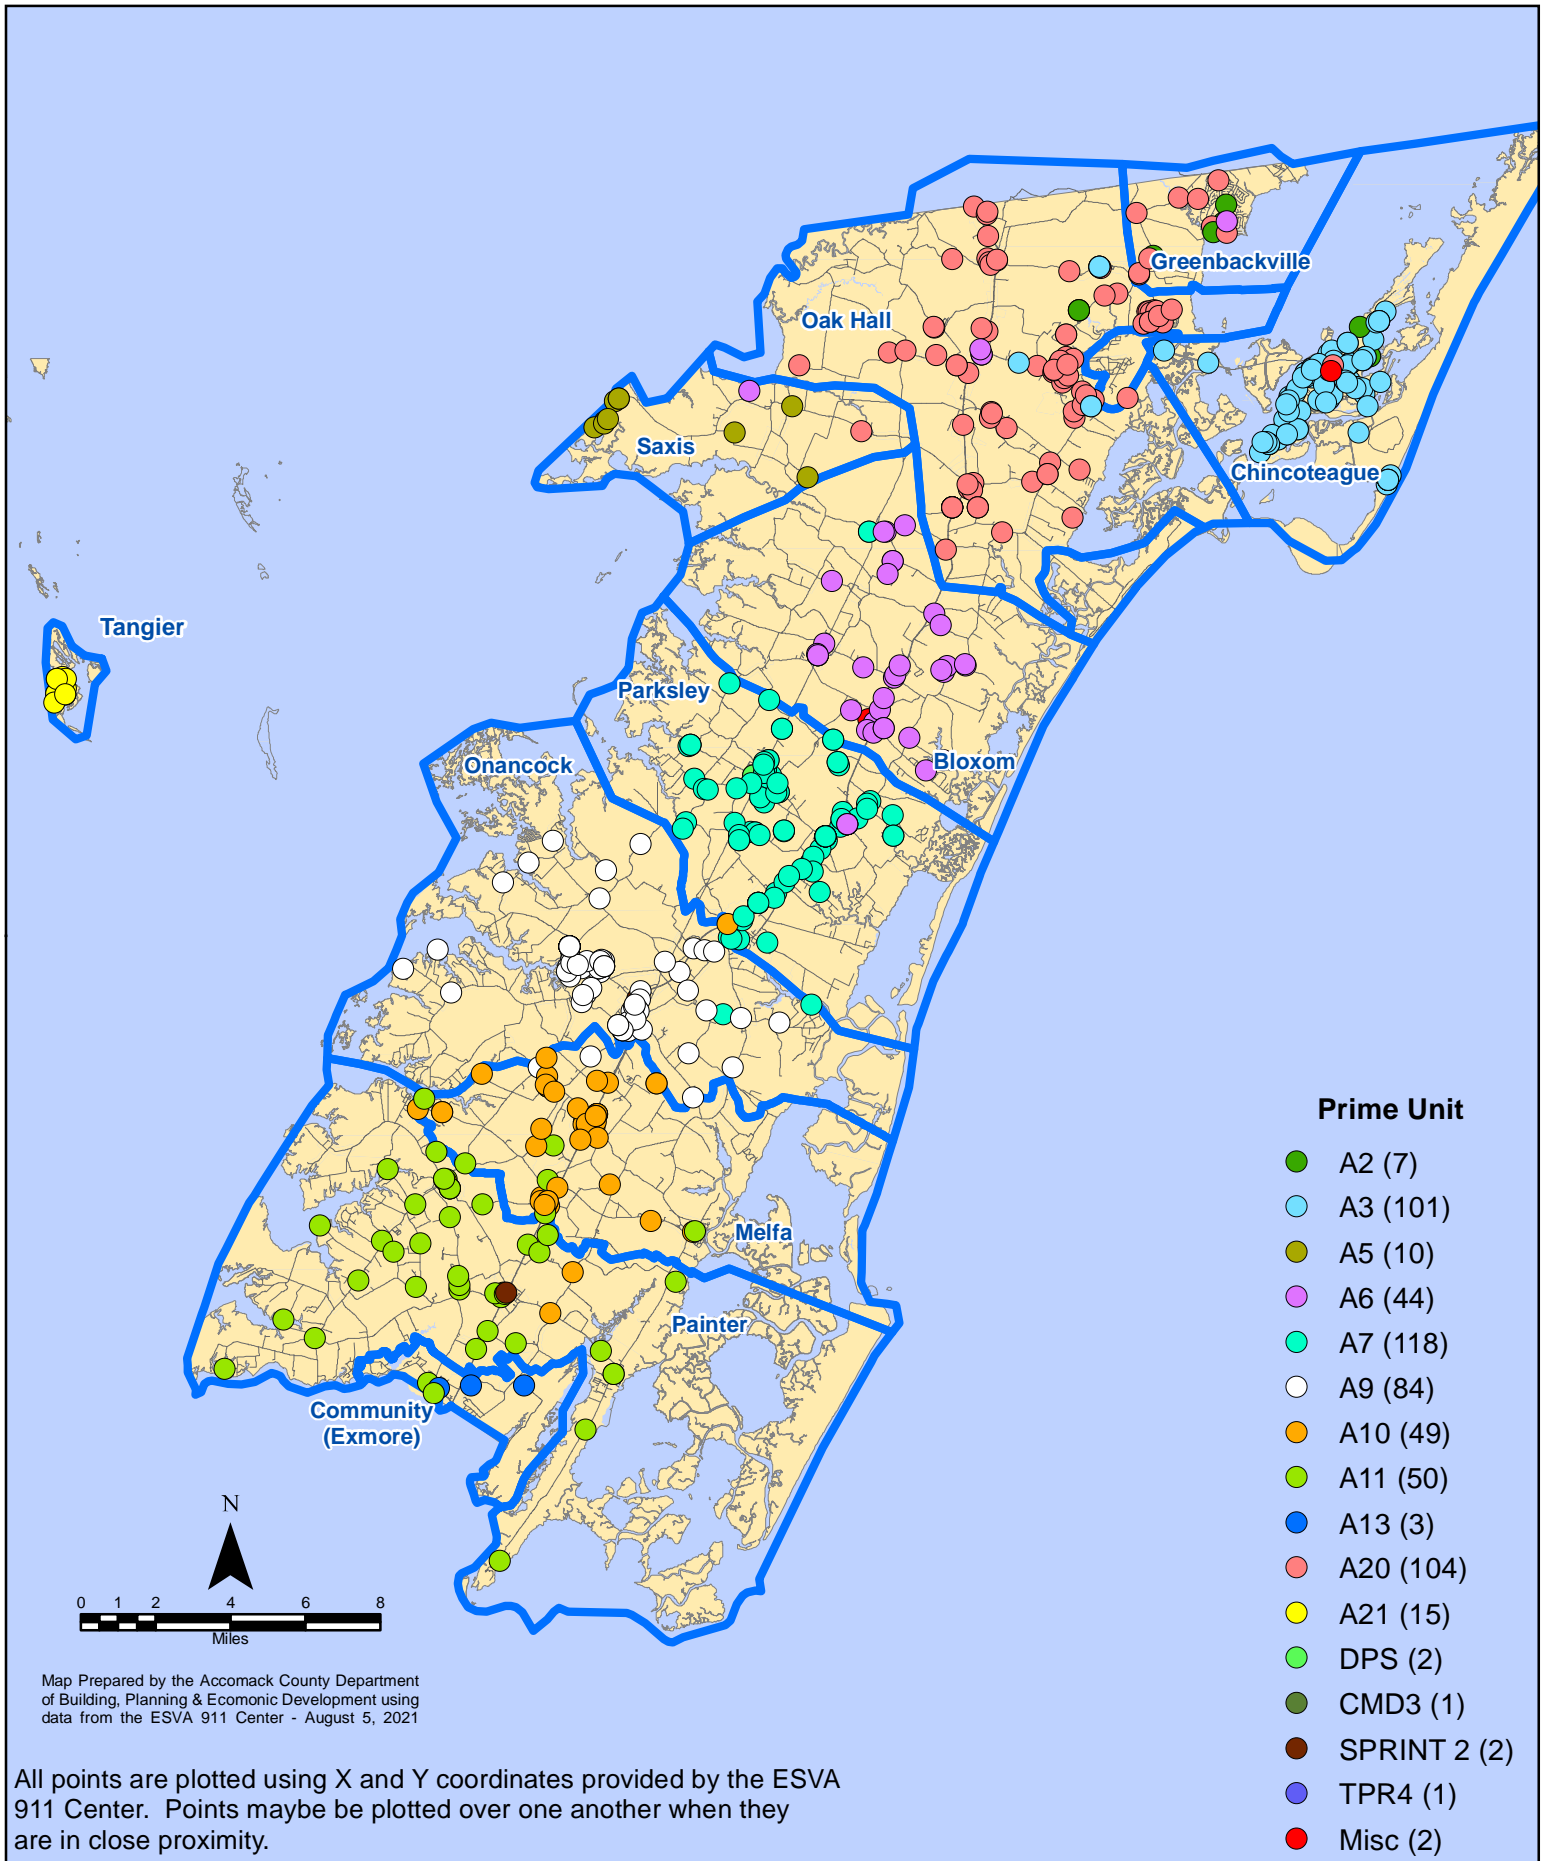 Greenbackville
Oak Hall
Saxis
Chincoteague
Tangier
Parksley
Onancock
Bloxom
Melfa
Painter
Community
(Exmore)
Prime Unit
A2 (7)
A3 (101)
A5 (10)
A6 (44)
A7 (118)
A9 (84)
A10 (49)
A11 (50)
A13 (3)
A20 (104)
A21 (15)
DPS (2)
CMD3 (1)
SPRINT 2 (2)
TPR4 (1)
Misc (2)
N
0 1 2 4 6 8
Miles
Map Prepared by the Accomack County Department
of Building, Planning & Ecomonic Development using
data from the ESVA 911 Center - August 5, 2021
All points are plotted using X and Y coordinates provided by the ESVA
911 Center. Points maybe be plotted over one another when they
are in close proximity.